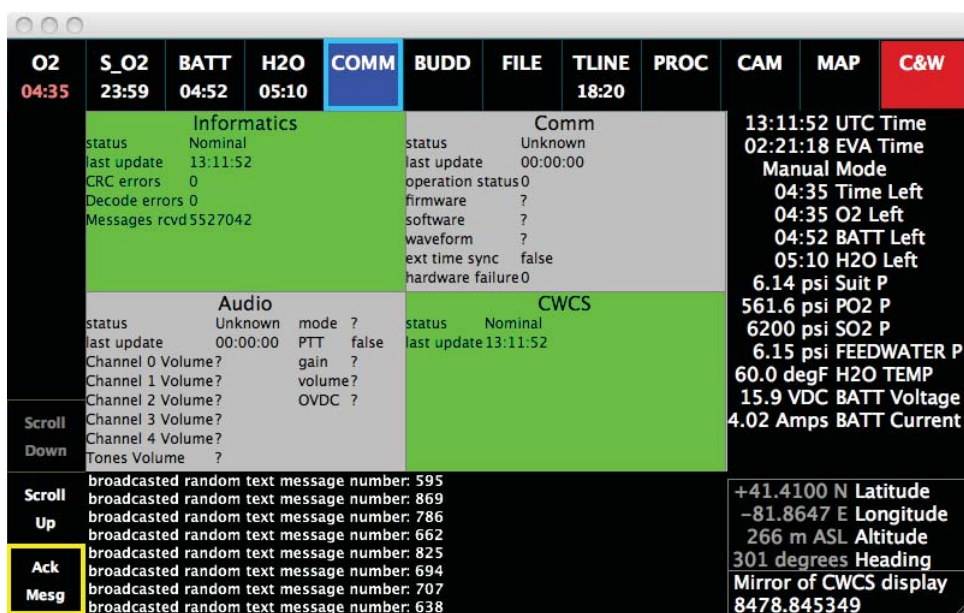 O2 S_O2 BATT H2O COMM BUDD FILE TLINE PROC CAM MAP C&W
04:35 23:59 04:52 05:10 18:20
Informatics
status Nominal
last update 13:11:52
CRC errors 0
Decode errors 0
Messages rcvd 5527042
Comm
status Unknown
last update 00:00:00
operation status 0
firmware ?
software ?
waveform ?
ext time sync false
hardware failure 0
Audio
status Unknown mode ?
last update 00:00:00 PTT false
Channel 0 Volume ? gain ?
Channel 1 Volume ? volume ?
Channel 2 Volume ? OVDC ?
Channel 3 Volume ?
Channel 4 Volume ?
Tones Volume ?
CWCS
status Nominal
last update 13:11:52
13:11:52 UTC Time
02:21:18 EVA Time
Manual Mode
04:35 Time Left
04:35 O2 Left
04:52 BATT Left
05:10 H2O Left
6.14 psi Suit P
561.6 psi PO2 P
6200 psi SO2 P
6.15 psi FEEDWATER P
60.0 degF H2O TEMP
15.9 VDC BATT Voltage
4.02 Amps BATT Current
Scroll
Down
Scroll
Up
Ack
Mesg
broadcasted random text message number: 595
broadcasted random text message number: 869
broadcasted random text message number: 786
broadcasted random text message number: 662
broadcasted random text message number: 825
broadcasted random text message number: 694
broadcasted random text message number: 707
broadcasted random text message number: 638
+41.4100 N Latitude
-81.8647 E Longitude
266 m ASL Altitude
301 degrees Heading
Mirror of CWCS display
8478.845349